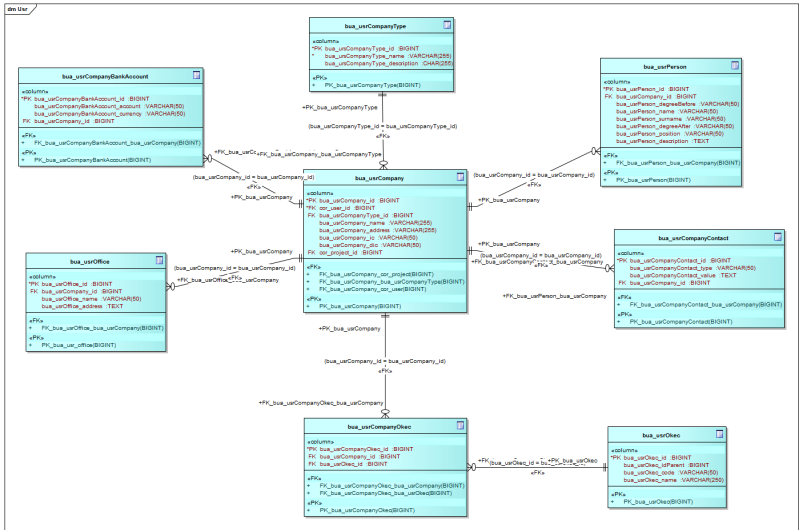 dm Usr
bua_usrCompanyType
«column»
*PK bua_usrCompanyType_id :BIGINT
* bua_usrCompanyType_name :VARCHAR(255)
bua_usrCompanyType_description :CHAR(255)
«PK»
+ PK_bua_usrCompanyType(BIGINT)
bua_usrCompanyBankAccount
«column»
*PK bua_usrCompanyBankAccount_id :BIGINT
bua_usrCompanyBankAccount_account :VARCHAR(50)
bua_usrCompanyBankAccount_currency :VARCHAR(50)
FK bua_usrCompany_id :BIGINT
«FK»
+ FK_bua_usrCompanyBankAccount_bua_usrCompany(BIGINT)
«PK»
+ PK_bua_usrCompanyBankAccount(BIGINT)
bua_usrPerson
«column»
*PK bua_usrPerson_id :BIGINT
FK bua_usrCompany_id :BIGINT
bua_usrPerson_degreeBefore :VARCHAR(50)
bua_usrPerson_name :VARCHAR(50)
bua_usrPerson_surname :VARCHAR(50)
bua_usrPerson_degreeAfter :VARCHAR(50)
bua_usrPerson_position :VARCHAR(50)
bua_usrPerson_description :TEXT
«FK»
+ FK_bua_usrPerson_bua_usrCompany(BIGINT)
«PK»
+ PK_bua_usrPerson(BIGINT)
+PK_bua_usrCompanyType
(bua_usrCompanyType_id = bua_usrCompanyType_id)
«FK»
+FK_bua_usrCompany_bua_usrCompanyType
(bua_usrCompany_id = bua_usrCompany_id)
«FK»
+PK_bua_usrCompany
(bua_usrCompany_id = bua_usrCompany_id)
«FK»
+PK_bua_usrCompany
bua_usrCompany
«column»
*PK bua_usrCompany_id :BIGINT
*FK cor_user_id :BIGINT
FK bua_usrCompanyType_id :BIGINT
bua_usrCompany_name :VARCHAR(255)
bua_usrCompany_address :VARCHAR(255)
bua_usrCompany_ic :VARCHAR(50)
bua_usrCompany_dic :VARCHAR(50)
FK cor_project_id :BIGINT
«FK»
+ FK_bua_usrCompany_cor_project(BIGINT)
+ FK_bua_usrCompany_bua_usrCompanyType(BIGINT)
+ FK_bua_usrCompany_cor_user(BIGINT)
«PK»
+ PK_bua_usrCompany(BIGINT)
+PK_bua_usrCompany
(bua_usrCompany_id = bua_usrCompany_id)
«FK»
bua_usrOffice
«column»
*PK bua_usrOffice_id :BIGINT
FK bua_usrCompany_id :BIGINT
bua_usrOffice_name :VARCHAR(50)
bua_usrOffice_address :TEXT
«FK»
+ FK_bua_usrOffice_bua_usrCompany(BIGINT)
«PK»
+ PK_bua_usr_office(BIGINT)
+PK_bua_usrCompany
(bua_usrCompany_id = bua_usrCompany_id)
«FK»
+FK_bua_usrPerson_bua_usrCompany
bua_usrCompanyContact
«column»
*PK bua_usrCompanyContact_id :BIGINT
bua_usrCompanyContact_type :VARCHAR(50)
bua_usrCompanyContact_value :TEXT
FK bua_usrCompany_id :BIGINT
«FK»
+ FK_bua_usrCompanyContact_bua_usrCompany(BIGINT)
«PK»
+ PK_bua_usrCompanyContact(BIGINT)
+PK_bua_usrCompany
(bua_usrCompany_id = bua_usrCompany_id)
«FK»
+FK_bua_usrCompanyOkec_bua_usrCompany
bua_usrCompanyOkec
«column»
*PK bua_usrCompanyOkec_id :BIGINT
FK bua_usrCompany_id :BIGINT
FK bua_usrOkec_id :BIGINT
«FK»
+ FK_bua_usrCompanyOkec_bua_usrCompany(BIGINT)
+ FK_bua_usrCompanyOkec_bua_usrOkec(BIGINT)
«PK»
+ PK_bua_usrCompanyOkec(BIGINT)
+PK_bua_usrOkec
«FK»
bua_usrOkec
«column»
*PK bua_usrOkec_id :BIGINT
bua_usrOkec_idParent :BIGINT
bua_usrOkec_code :VARCHAR(50)
bua_usrOkec_name :VARCHAR(250)
«PK»
+ PK_bua_usrOkec(BIGINT)